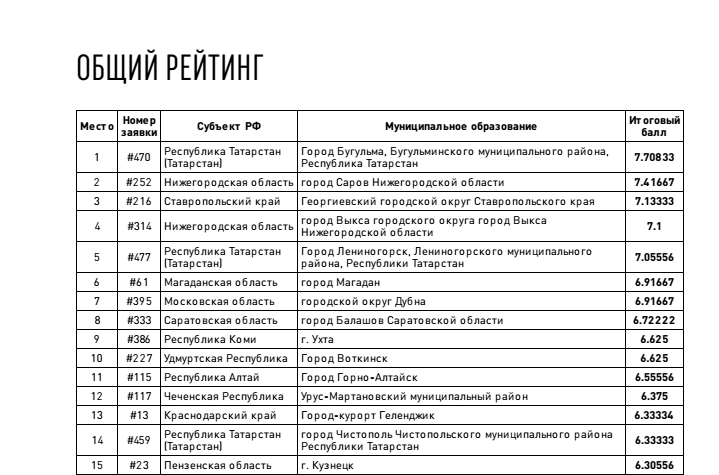 ОБЩИЙ РЕЙТИНГ
Место Номер заявки Субъект РФ Муниципальное образование Итоговый балл
1 #470 Республика Татарстан (Татарстан) Город Бугульма, Бугульминского муниципального района, Республика Татарстан 7.70833
2 #252 Нижегородская область город Саров Нижегородской области 7.41667
3 #216 Ставропольский край Георгиевский городской округ Ставропольского края 7.13333
4 #314 Нижегородская область город Выкса городского округа город Выкса Нижегородской области 7.1
5 #477 Республика Татарстан (Татарстан) Город Лениногорск, Лениногорского муниципального района, Республики Татарстан 7.05556
6 #61 Магаданская область город Магадан 6.91667
7 #395 Московская область городской округ Дубна 6.91667
8 #333 Саратовская область город Балашов Саратовской области 6.72222
9 #386 Республика Коми г. Ухта 6.625
10 #227 Удмуртская Республика Город Воткинск 6.625
11 #115 Республика Алтай Город Горно-Алтайск 6.55556
12 #117 Чеченская Республика Урус-Мартановский муниципальный район 6.375
13 #13 Краснодарский край Город-курорт Геленджик 6.33334
14 #459 Республика Татарстан (Татарстан) город Чистополь Чистопольского муниципального района Республики Татарстан 6.33333
15 #23 Пензенская область г. Кузнецк 6.30556